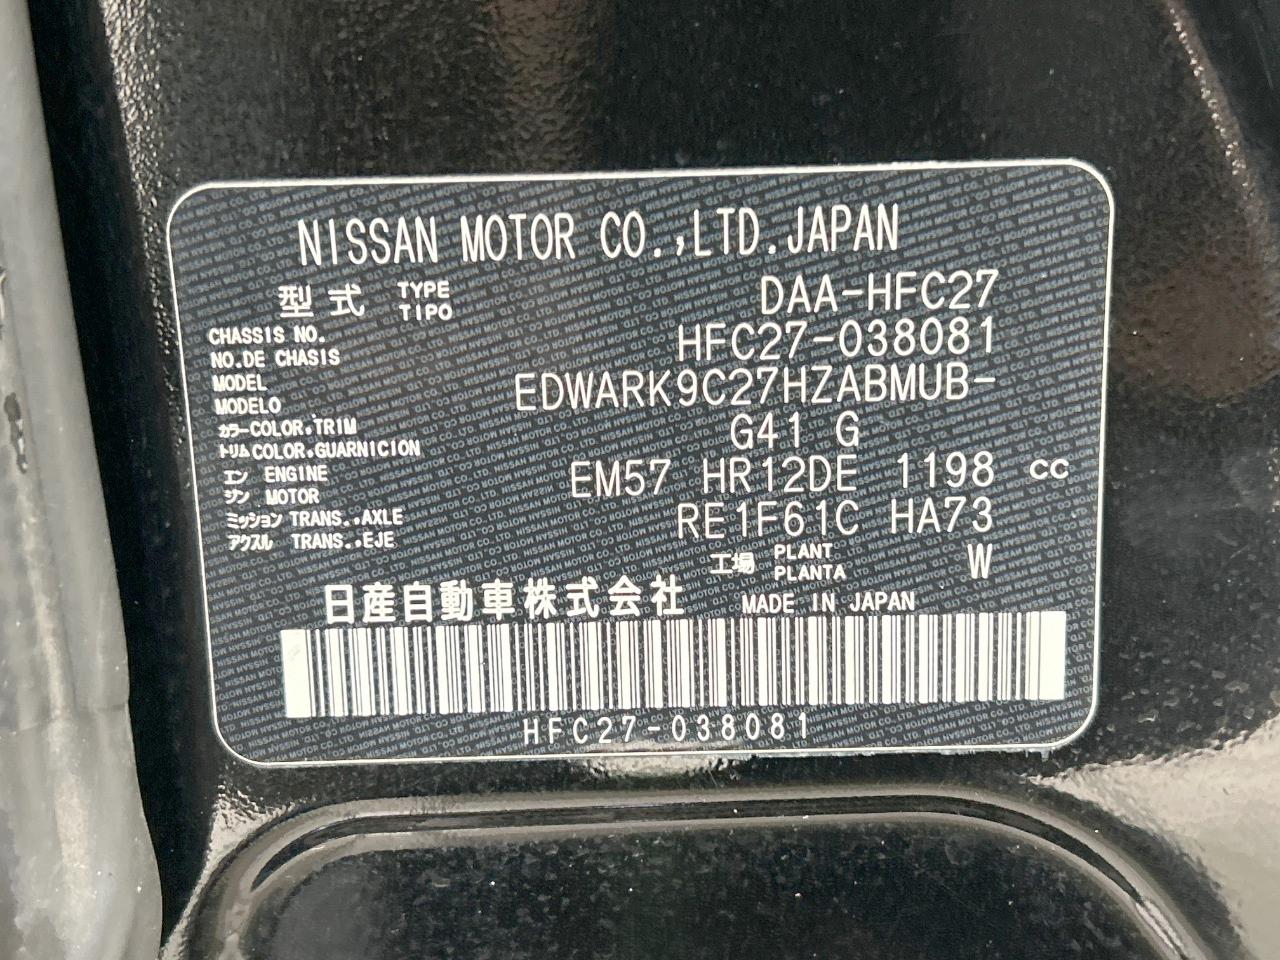 NISSAN MOTOR CO.,LTD.JAPAN
型式 TYPE TIPO DAA-HFC27
CHASSIS NO. NO.DE CHASIS HFC27-038081
MODEL MODELO EDWARK9C27HZABMUB-
カラー COLOR,TRIM トリム COLOR,GUARNICION G41 G
エンジン ENGINE MOTOR EM57 HR12DE 1198 cc
ミッション TRANS.,AXLE アクスル TRANS.,EJE RE1F61C HA73
工場 PLANT PLANTA W
日産自動車株式会社 MADE IN JAPAN
HFC27-038081